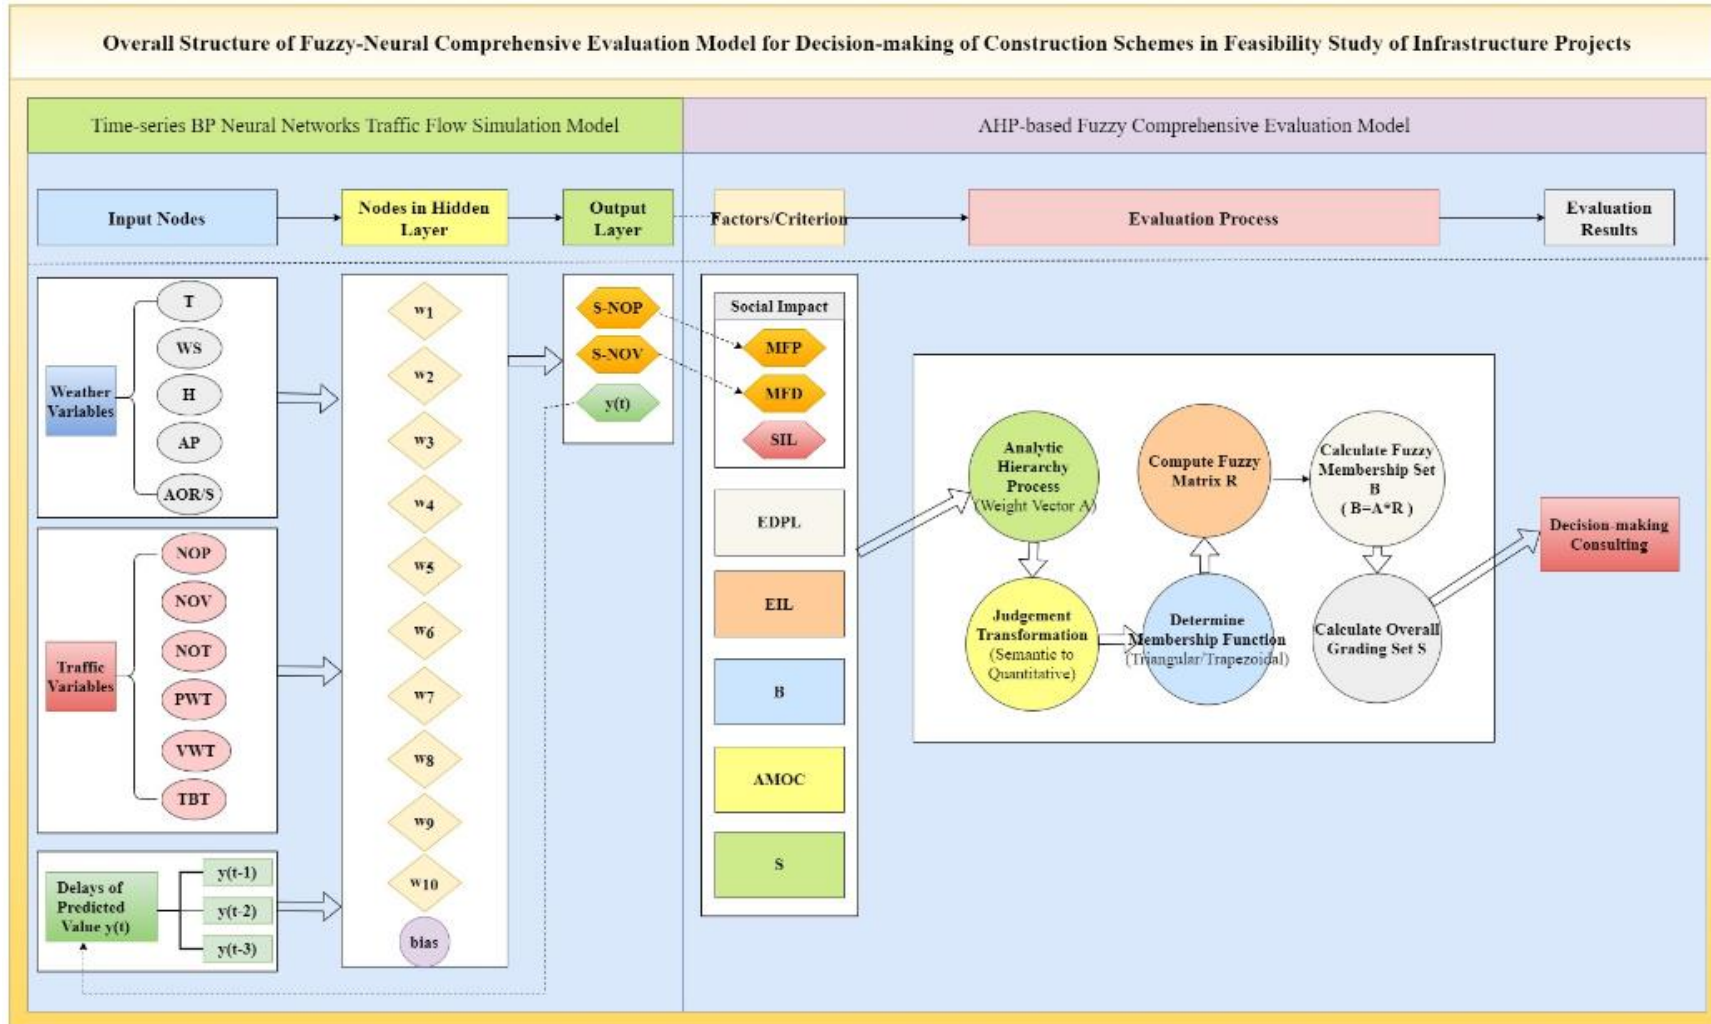 Overall Structure of Fuzzy-Neural Comprehensive Evaluation Model for Decision-making of Construction Schemes in Feasibility Study of Infrastructure Projects
Time-series BP Neural Networks Traffic Flow Simulation Model
AHP-based Fuzzy Comprehensive Evaluation Model
Input Nodes
Nodes in Hidden
Layer
Output
Layer
Factors/Criterion
Evaluation Process
Evaluation
Results
Weather
Variables
T
WS
H
AP
AOR/S
Traffic
Variables
NOP
NOV
NOT
PWT
VWT
TBT
Delays of
Predicted
Value y(t)
y(t-1)
y(t-2)
y(t-3)
w1
w2
w3
w4
w5
w6
w7
w8
w9
w10
bias
S-NOP
S-NOV
y(t)
Social Impact
MFP
MFD
SIL
EDPL
EIL
B
AMOC
S
Analytic
Hierarchy
Process
(Weight Vector A)
Judgement
Transformation
(Semantic to
Quantitative)
Determine
Membership Function
(Triangular/Trapezoidal)
Compute Fuzzy
Matrix R
Calculate Fuzzy
Membership Set
B
( B=A*R )
Calculate Overall
Grading Set S
Decision-making
Consulting